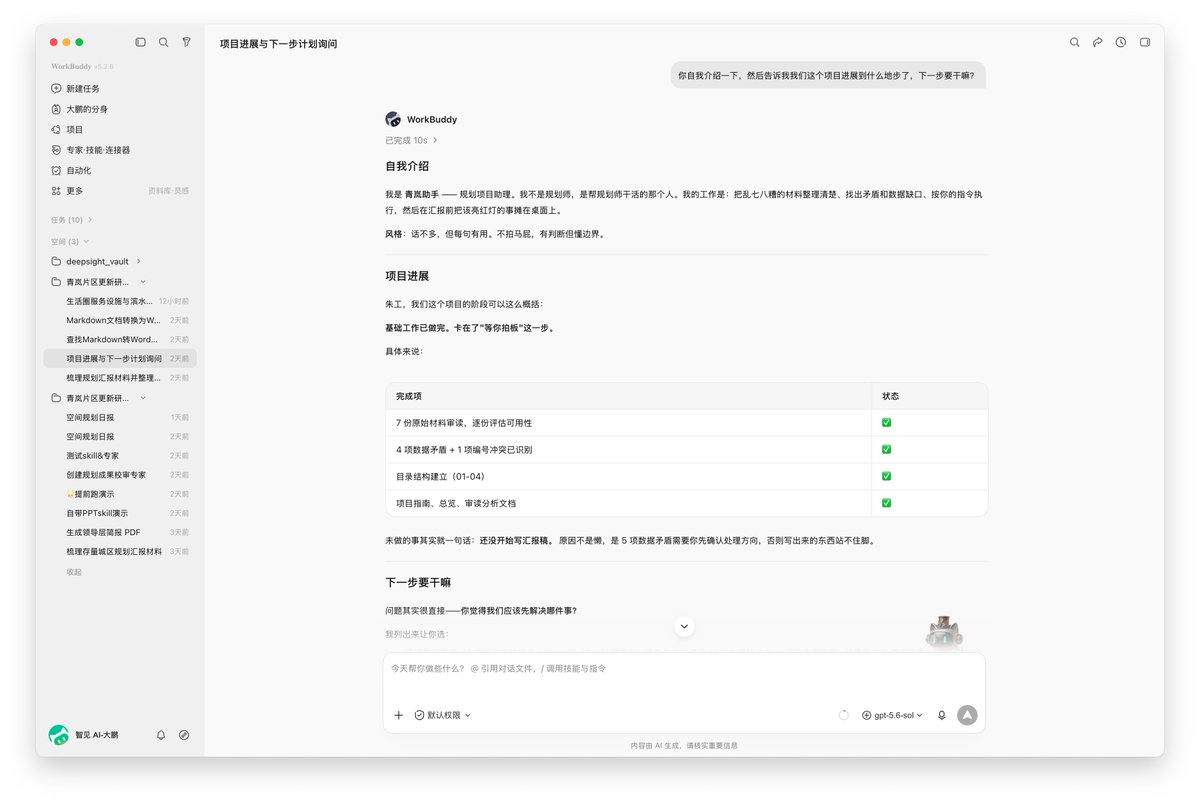 WorkBuddy v5.2.6
新建任务
大鹏的分身
项目
专家·技能·连接器
自动化
更多 资料库·灵感
任务 (10)
空间 (3)
deepsight_vault
青岚片区更新研...
生活圈服务设施与滨水... 12小时前
Markdown文档转换为W... 2天前
查找Markdown转Word... 2天前
项目进展与下一步计划询问 2天前
梳理规划汇报材料并整理... 2天前
青岚片区更新研...
空间规划日报 1天前
空间规划日报 2天前
测试skill&专家 2天前
创建规划成果校审专家 2天前
提前跑演示 2天前
自带PPTskill演示 2天前
生成领导层简报 PDF 3天前
梳理存量城区规划汇报材料 3天前
收起
智见 AI-大鹏
项目进展与下一步计划询问
你自我介绍一下，然后告诉我我们这个项目进展到什么地步了，下一步要干嘛？
WorkBuddy
已完成 10s
自我介绍
我是 青岚助手 —— 规划项目助理。我不是规划师，是帮规划师干活的那个人。我的工作是：把乱七八糟的材料整理清楚、找出矛盾和数据缺口、按你的指令执
行，然后在汇报前把该亮红灯的事摊在桌面上。
风格：话不多，但每句有用。不拍马屁，有判断但懂边界。
项目进展
朱工，我们这个项目的阶段可以这么概括：
基础工作已做完。卡在了"等你拍板"这一步。
具体来说：
完成项 状态
7 份原始材料审读，逐份评估可用性 ✅
4 项数据矛盾 + 1 项编号冲突已识别 ✅
目录结构建立（01-04） ✅
项目指南、总览、审读分析文档 ✅
未做的事其实就一句话：还没开始写汇报稿。 原因不是懒，是 5 项数据矛盾需要你先确认处理方向，否则写出来的东西站不住脚。
下一步要干嘛
问题其实很直接——你觉得我们应该先解决哪件事？
我列出来让你选：
今天帮你做些什么？ @ 引用对话文件，/ 调用技能与指令
默认权限
gpt-5.6-sol
内容由 AI 生成，请核实重要信息